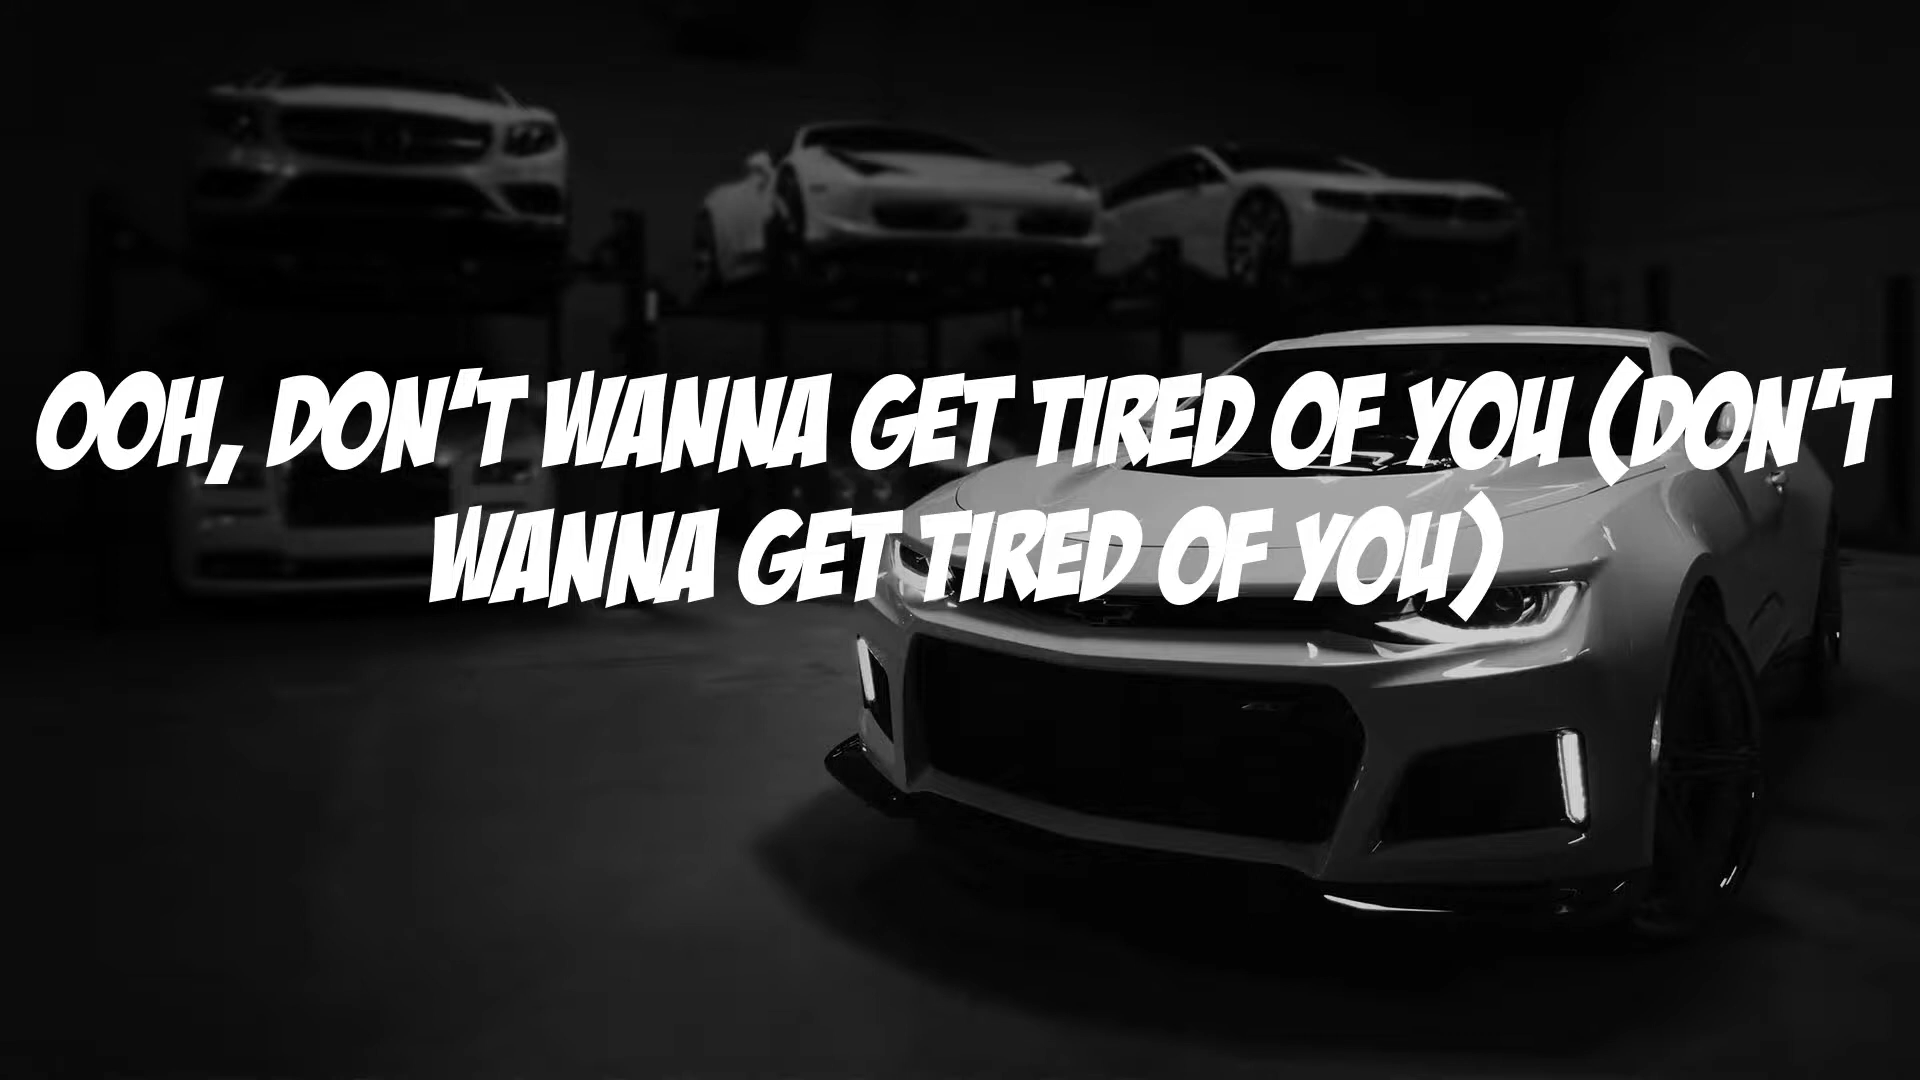 OOH, DON'T WANNA GET TIRED OF YOU (DON'T
WANNA GET TIRED OF YOU)